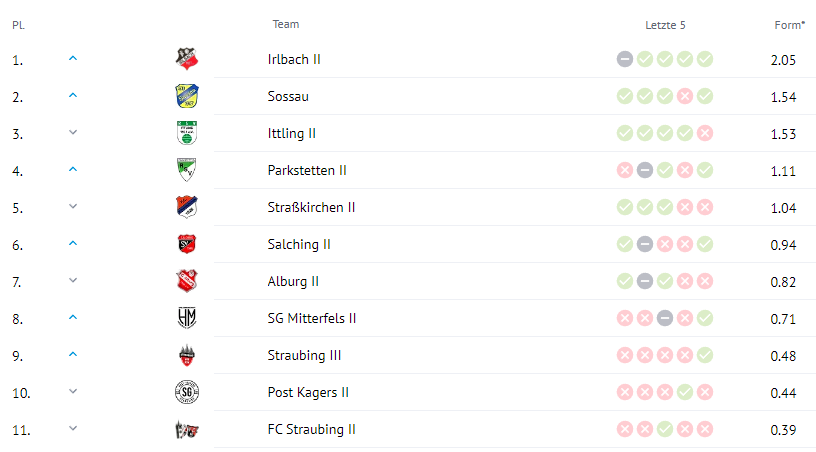 Pl. Team Letzte 5 Form*
1. Irlbach II 2.05
2. Sossau 1.54
3. Ittling II 1.53
4. Parkstetten II 1.11
5. Straßkirchen II 1.04
6. Salching II 0.94
7. Alburg II 0.82
8. SG Mitterfels II 0.71
9. Straubing III 0.48
10. SG Post Kagers II 0.44
11. FC Straubing II 0.39